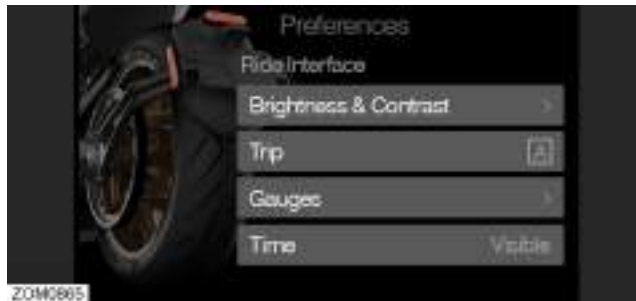 Preferences
Ride Interface
Brightness & Contrast >
Trip A
Gauges >
Time Visible
ZOM0865